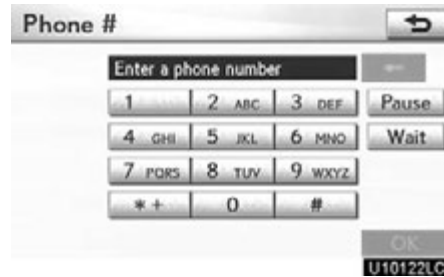 Phone #
Enter a phone number
1 2 ABC 3 DEF Pause
4 GHI 5 JKL 6 MNO Wait
7 PQRS 8 TUV 9 WXYZ
* + 0 #
OK
U10122LC